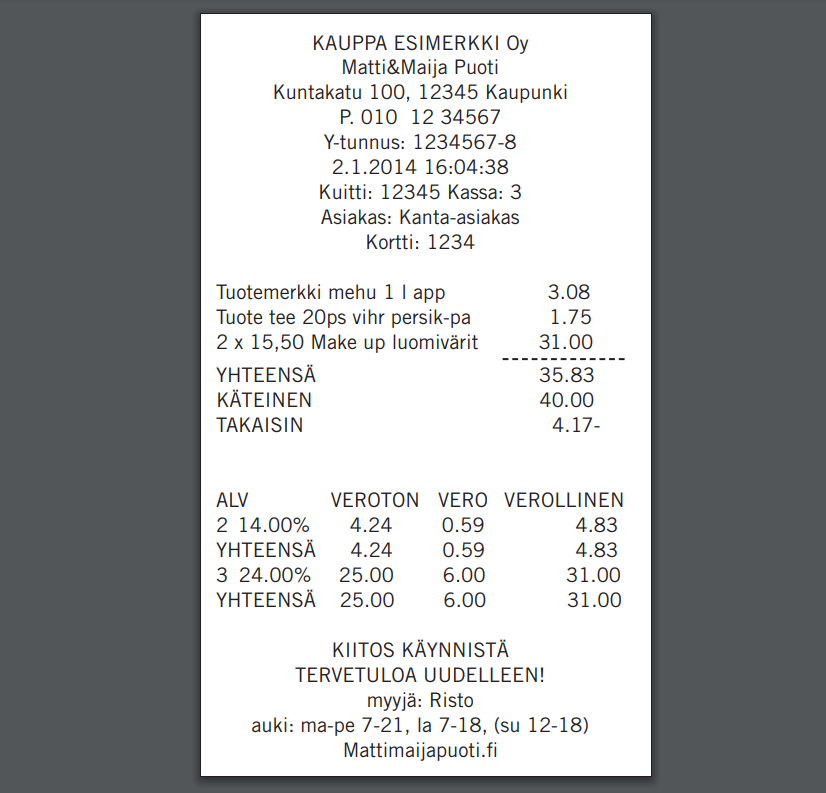 KAUPPA ESIMERKKI Oy
Matti&Maija Puoti
Kuntakatu 100, 12345 Kaupunki
P. 010 12 34567
Y-tunnus: 1234567-8
2.1.2014 16:04:38
Kuitti: 12345 Kassa: 3
Asiakas: Kanta-asiakas
Kortti: 1234
Tuotemerkki mehu 1 l app 3.08
Tuote tee 20ps vihr persik-pa 1.75
2 x 15,50 Make up luomivärit 31.00
YHTEENSÄ 35.83
KÄTEINEN 40.00
TAKAISIN 4.17-
ALV VEROTON VERO VEROLLINEN
2 14.00% 4.24 0.59 4.83
YHTEENSÄ 4.24 0.59 4.83
3 24.00% 25.00 6.00 31.00
YHTEENSÄ 25.00 6.00 31.00
KIITOS KÄYNNISTÄ
TERVETULOA UUDELLEEN!
myyjä: Risto
auki: ma-pe 7-21, la 7-18, (su 12-18)
Mattimaijapuoti.fi